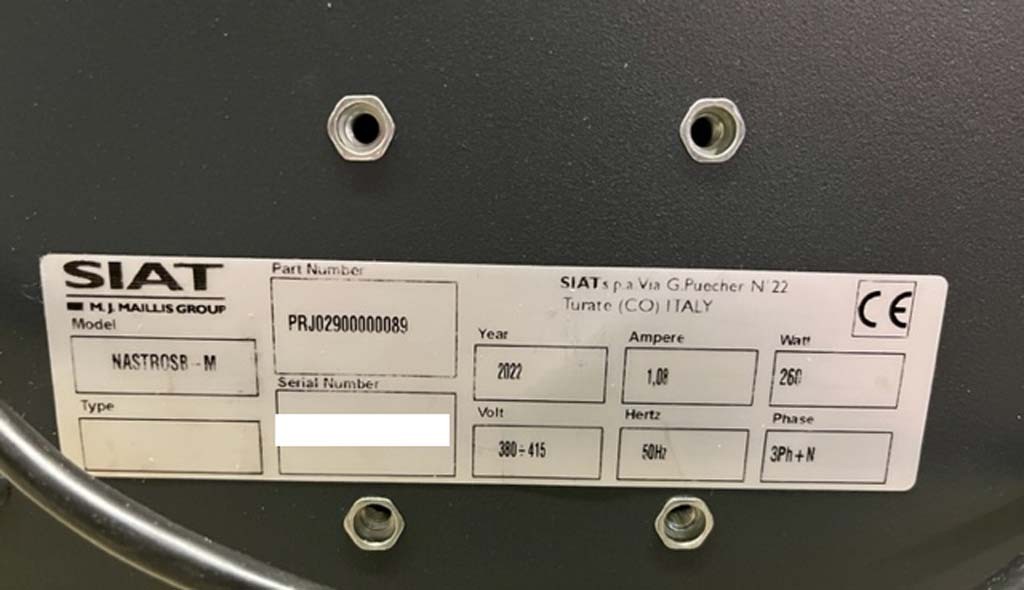 SIAT
M. J. MAILLIS GROUP
Model
NASTROSB-M
Type
Part Number
PRJ02900000089
Serial Number
SIAT s.p.a. Via G.Puecher N°22
Turate (CO) ITALY
CE
Year
2022
Ampere
1,08
Watt
260
Volt
380÷415
Hertz
50Hz
Phase
3Ph+N